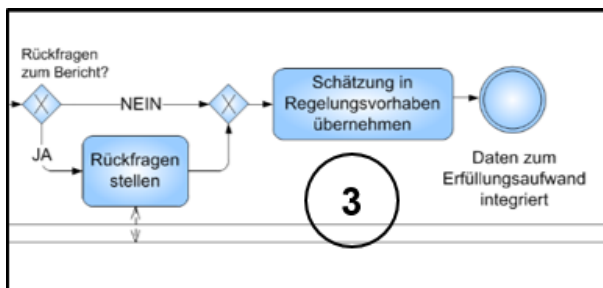 Rückfragen
zum Bericht?
NEIN
JA
Rückfragen
stellen
Schätzung in
Regelungsvorhaben
übernehmen
Daten zum
Erfüllungsaufwand
integriert
3